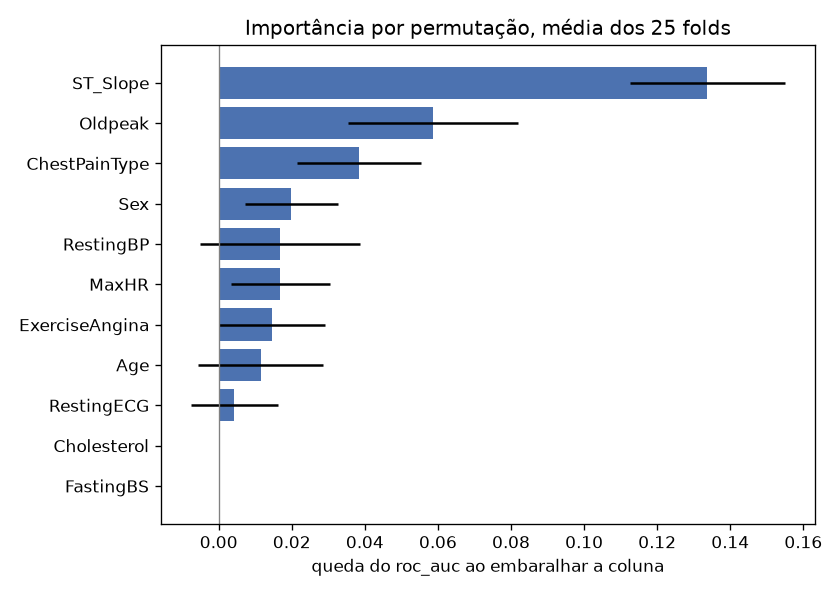 Importância por permutação, média dos 25 folds
ST_Slope
Oldpeak
ChestPainType
Sex
RestingBP
MaxHR
ExerciseAngina
Age
RestingECG
Cholesterol
FastingBS
0.00 0.02 0.04 0.06 0.08 0.10 0.12 0.14 0.16
queda do roc_auc ao embaralhar a coluna